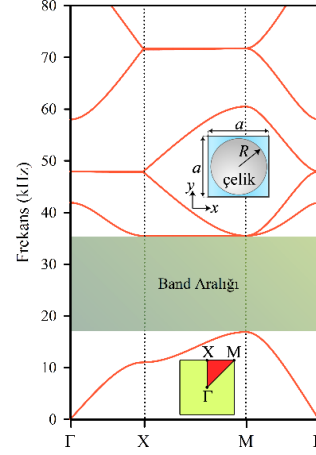 Frekans (kHz)
80
70
60
50
40
30
20
10
0
a
a
R
çelik
y
x
Band Aralığı
X M
Γ
Γ X M Γ